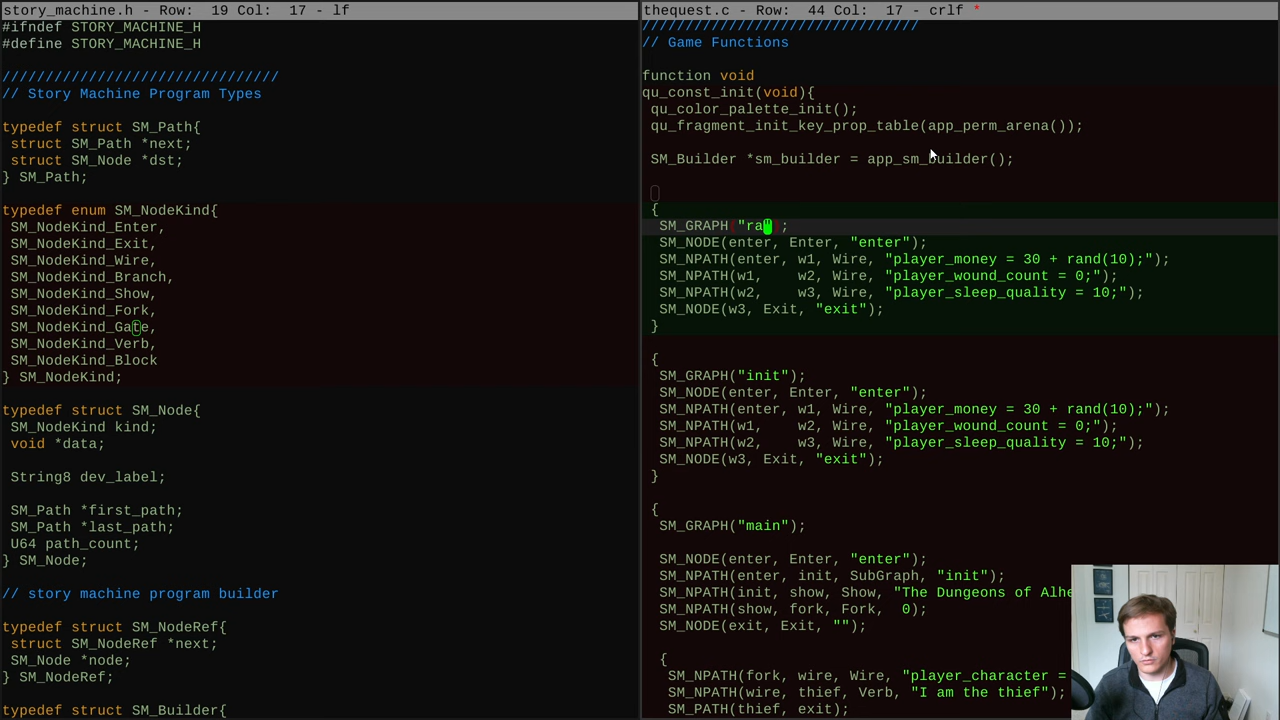 story_machine.h - Row:  19 Col:  17 - lf
#ifndef STORY_MACHINE_H
#define STORY_MACHINE_H

////////////////////////////////
// Story Machine Program Types

typedef struct SM_Path{
 struct SM_Path *next;
 struct SM_Node *dst;
} SM_Path;

typedef enum SM_NodeKind{
 SM_NodeKind_Enter,
 SM_NodeKind_Exit,
 SM_NodeKind_Wire,
 SM_NodeKind_Branch,
 SM_NodeKind_Show,
 SM_NodeKind_Fork,
 SM_NodeKind_Gate,
 SM_NodeKind_Verb,
 SM_NodeKind_Block
} SM_NodeKind;

typedef struct SM_Node{
 SM_NodeKind kind;
 void *data;

 String8 dev_label;

 SM_Path *first_path;
 SM_Path *last_path;
 U64 path_count;
} SM_Node;

// story machine program builder

typedef struct SM_NodeRef{
 struct SM_NodeRef *next;
 SM_Node *node;
} SM_NodeRef;

typedef struct SM_Builder{

thequest.c - Row:  44 Col:  17 - crlf *
////////////////////////////////
// Game Functions

function void
qu_const_init(void){
 qu_color_palette_init();
 qu_fragment_init_key_prop_table(app_perm_arena());

 SM_Builder *sm_builder = app_sm_builder();

 {
  SM_GRAPH("ra");
  SM_NODE(enter, Enter, "enter");
  SM_NPATH(enter, w1, Wire, "player_money = 30 + rand(10);");
  SM_NPATH(w1,    w2, Wire, "player_wound_count = 0;");
  SM_NPATH(w2,    w3, Wire, "player_sleep_quality = 10;");
  SM_NODE(w3, Exit, "exit");
 }

 {
  SM_GRAPH("init");
  SM_NODE(enter, Enter, "enter");
  SM_NPATH(enter, w1, Wire, "player_money = 30 + rand(10);");
  SM_NPATH(w1,    w2, Wire, "player_wound_count = 0;");
  SM_NPATH(w2,    w3, Wire, "player_sleep_quality = 10;");
  SM_NODE(w3, Exit, "exit");
 }

 {
  SM_GRAPH("main");

  SM_NODE(enter, Enter, "enter");
  SM_NPATH(enter, init, SubGraph, "init");
  SM_NPATH(init, show, Show, "The Dungeons of Alhe
  SM_NPATH(show, fork, Fork,  0);
  SM_NODE(exit, Exit, "");

  {
   SM_NPATH(fork, wire, Wire, "player_character =
   SM_NPATH(wire, thief, Verb, "I am the thief");
   SM_PATH(thief, exit);